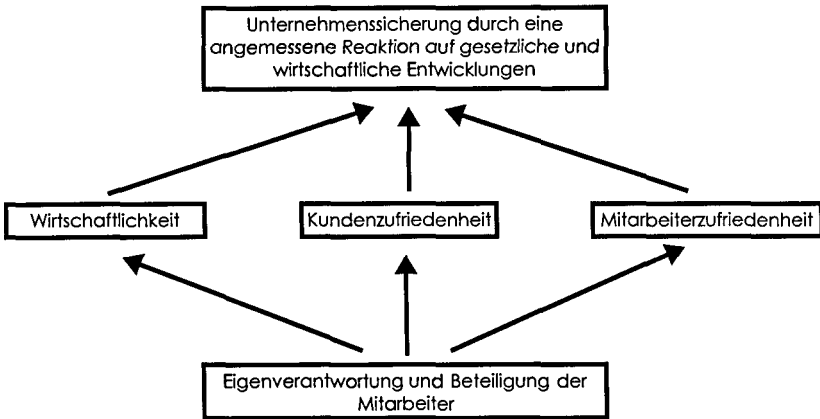 Unternehmenssicherung durch eine
angemessene Reaktion auf gesetzliche und
wirtschaftliche Entwicklungen
Wirtschaftlichkeit
Kundenzufriedenheit
Mitarbeiterzufriedenheit
Eigenverantwortung und Beteiligung der
Mitarbeiter